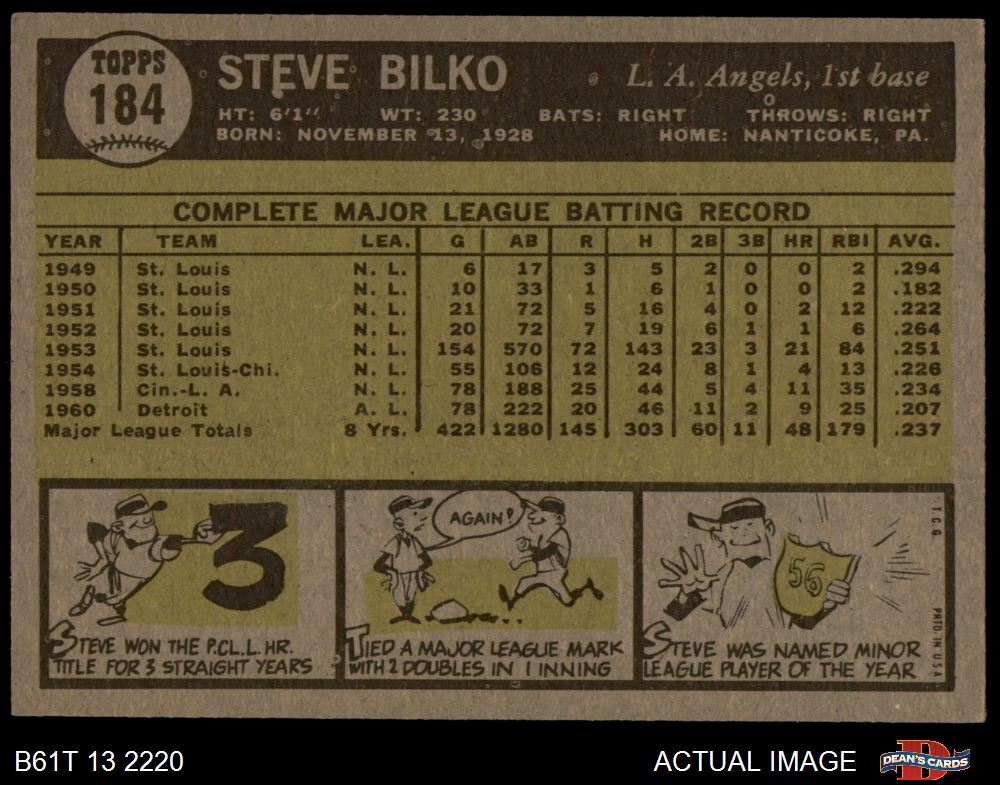 TOPPS
184
STEVE BILKO
L. A. Angels, 1st base
HT: 6'1" WT: 230 BATS: RIGHT THROWS: RIGHT
BORN: NOVEMBER 13, 1928 HOME: NANTICOKE, PA.
COMPLETE MAJOR LEAGUE BATTING RECORD
YEAR TEAM LEA. G AB R H 2B 3B HR RBI AVG.
1949 St. Louis N. L. 6 17 3 5 2 0 0 2 .294
1950 St. Louis N. L. 10 33 1 6 1 0 0 2 .182
1951 St. Louis N. L. 21 72 5 16 4 0 2 12 .222
1952 St. Louis N. L. 20 72 7 19 6 1 1 6 .264
1953 St. Louis N. L. 154 570 72 143 23 3 21 84 .251
1954 St. Louis-Chi. N. L. 55 106 12 24 8 1 4 13 .226
1958 Cin.-L. A. N. L. 78 188 25 44 5 4 11 35 .234
1960 Detroit A. L. 78 222 20 46 11 2 9 25 .207
Major League Totals 8 Yrs. 422 1280 145 303 60 11 48 179 .237
3
STEVE WON THE P.C.L. L. HR.
TITLE FOR 3 STRAIGHT YEARS
AGAIN?
TIED A MAJOR LEAGUE MARK
WITH 2 DOUBLES IN 1 INNING
56
STEVE WAS NAMED MINOR
LEAGUE PLAYER OF THE YEAR
T.C.G
PRTD. IN U.S.A
B61T 13 2220
ACTUAL IMAGE
D
DEAN'S CARDS